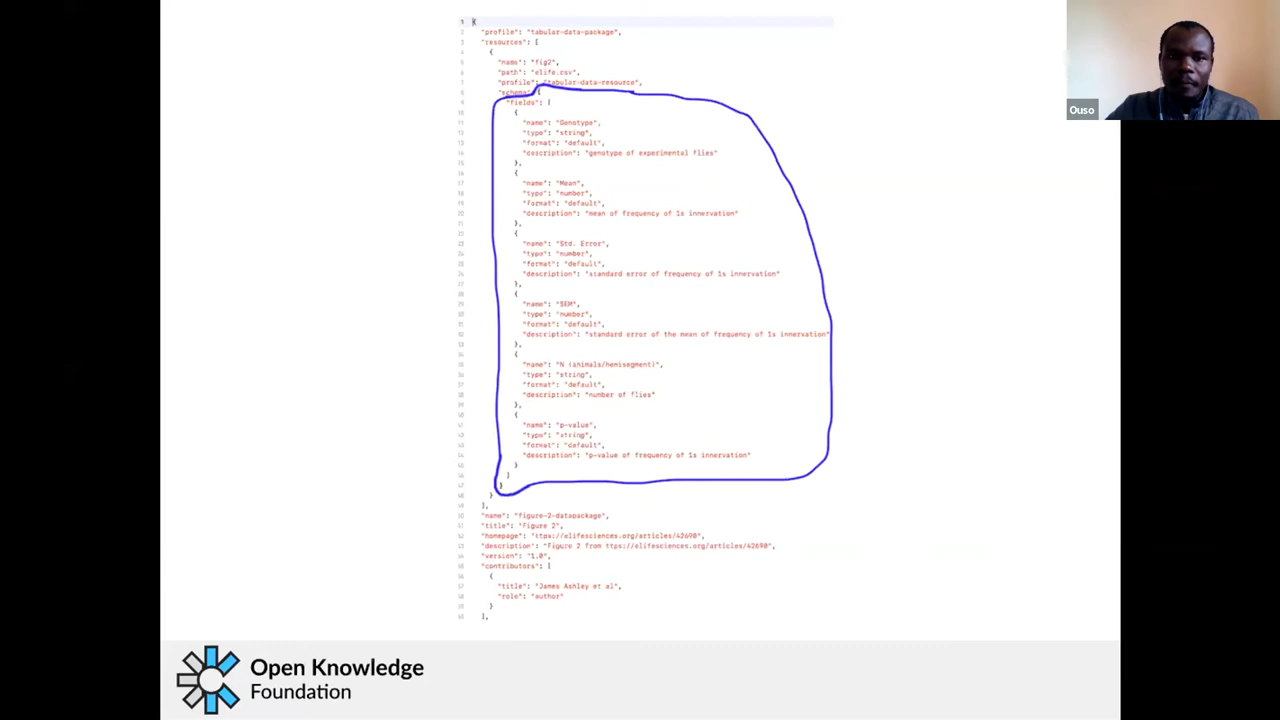 {
"profile": "tabular-data-package",
"resources": [
{
"name": "fig2",
"path": "elife.csv",
"profile": "tabular-data-resource",
"schema": {
"fields": [
{
"name": "Genotype",
"type": "string",
"format": "default",
"description": "genotype of experimental flies"
},
{
"name": "Mean",
"type": "number",
"format": "default",
"description": "mean of frequency of 1s innervation"
},
{
"name": "Std. Error",
"type": "number",
"format": "default",
"description": "standard error of frequency of 1s innervation"
},
{
"name": "SEM",
"type": "number",
"format": "default",
"description": "standard error of the mean of frequency of 1s innervation"
},
{
"name": "N (animals/hemisegment)",
"type": "string",
"format": "default",
"description": "number of flies"
},
{
"name": "p-value",
"type": "string",
"format": "default",
"description": "p-value of frequency of 1s innervation"
}
]
}
}
],
"name": "figure-2-datapackage",
"title": "Figure 2",
"homepage": "ttps://elifesciences.org/articles/42690",
"description": "Figure 2 from ttps://elifesciences.org/articles/42690",
"version": "1.0",
"contributors": [
{
"title": "James Ashley et al",
"role": "author"
}
],
Ouso
Open Knowledge
Foundation